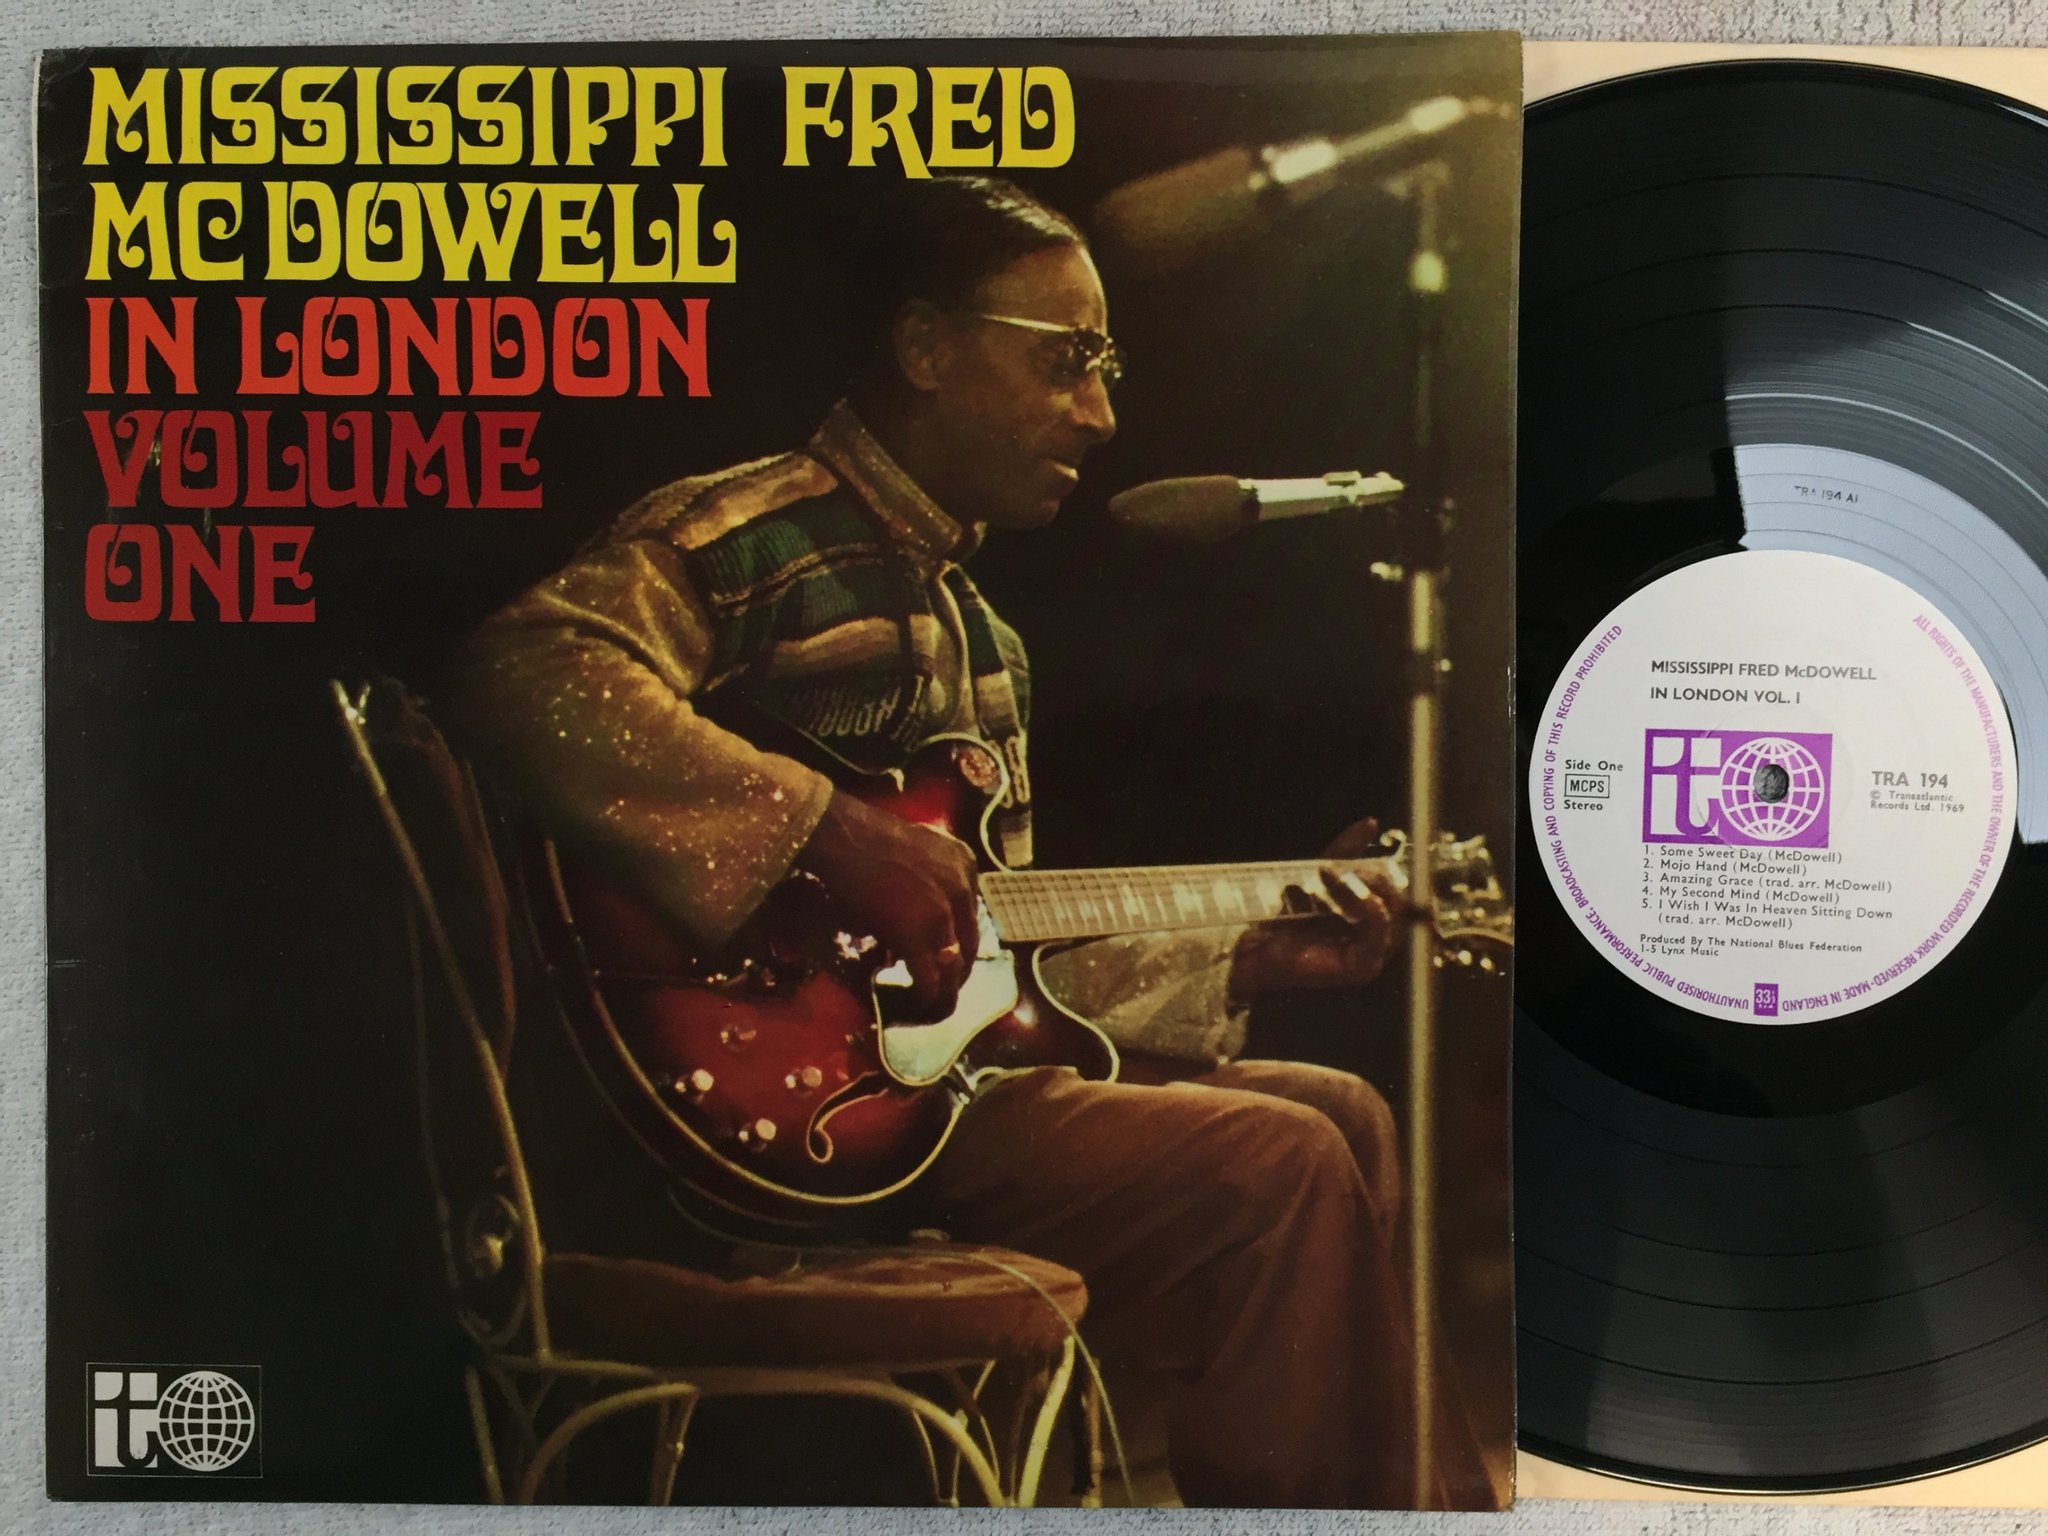 MISSISSIPPI FRED
MC DOWELL
IN LONDON
VOLUME
ONE
it
TRA 194 A1
MISSISSIPPI FRED McDOWELL
IN LONDON VOL. I
Side One
MCPS
Stereo
it
TRA 194
© Transatlantic
Records Ltd. 1969
1. Some Sweet Day (McDowell)
2. Mojo Hand (McDowell)
3. Amazing Grace (trad. arr. McDowell)
4. My Second Mind (McDowell)
5. I Wish I Was In Heaven Sitting Down
(trad. arr. McDowell)
Produced By The National Blues Federation
1-5 Lynx Music
ALL RIGHTS OF THE MANUFACTURERS AND THE OWNER OF THE RECORDED WORK RESERVED-MADE IN ENGLAND
33⅓
R.P.M.
UNAUTHORISED PUBLIC PERFORMANCE, BROADCASTING AND COPYING OF THIS RECORD PROHIBITED